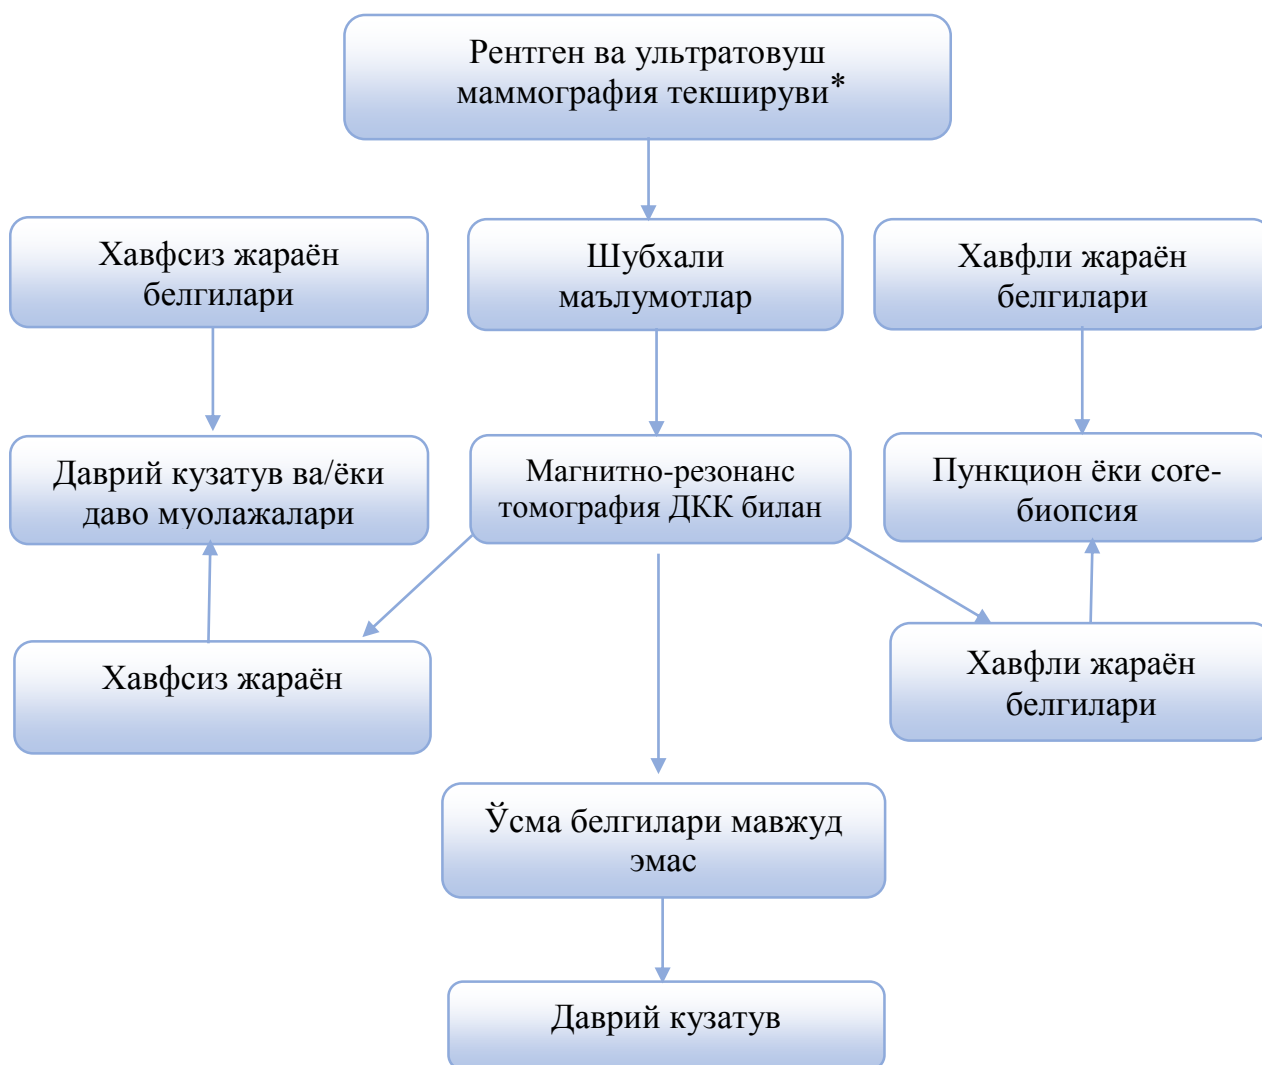 Рентген ва ультратовуш
маммография текшируви*
Хавфсиз жараён
белгилари
Шубхали
маълумотлар
Хавфли жараён
белгилари
Даврий кузатув ва/ёки
даво муолажалари
Магнитно-резонанс
томография ДКК билан
Пункцион ёки core-
биопсия
Хавфсиз жараён
Хавфли жараён
белгилари
Ўсма белгилари мавжуд
эмас
Даврий кузатув